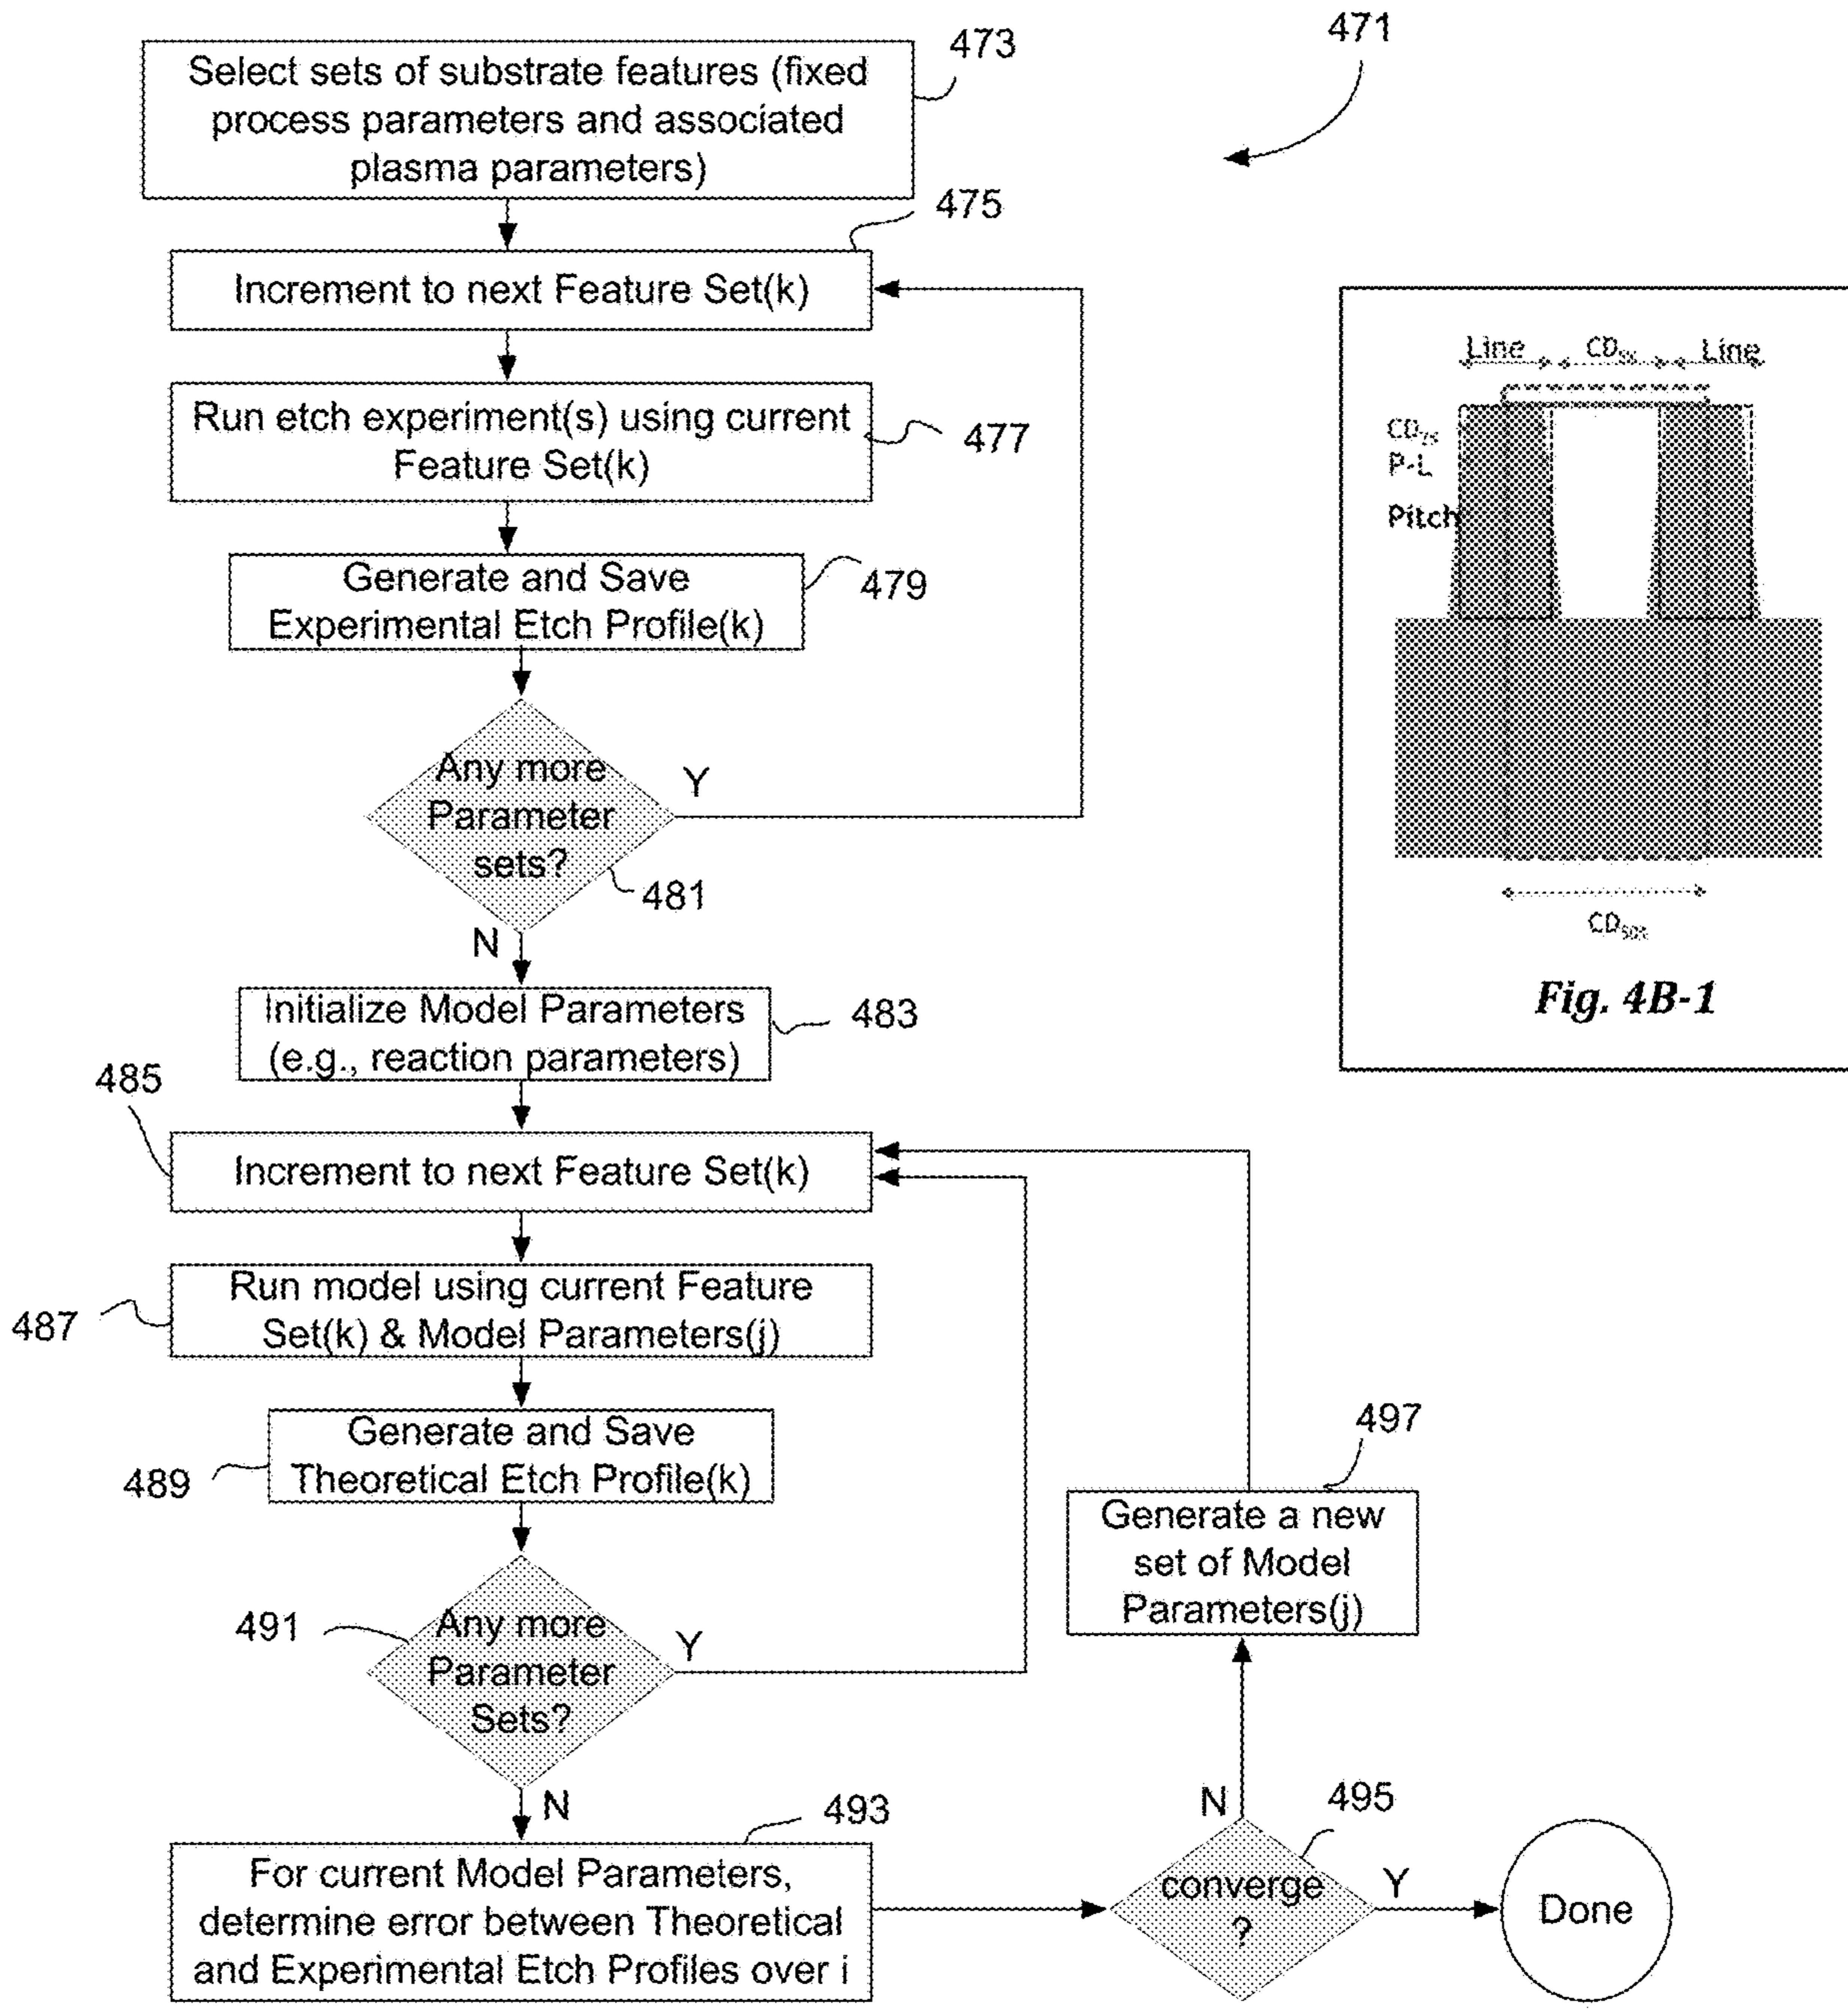 473
471
Select sets of substrate features (fixed
process parameters and associated
plasma parameters)
475
Increment to next Feature Set(k)
Run etch experiment(s) using current
Feature Set(k)
477
Generate and Save
Experimental Etch Profile(k)
479
Any more
Parameter
sets?
Y
481
N
Initialize Model Parameters
(e.g., reaction parameters)
483
485
Increment to next Feature Set(k)
Run model using current Feature
Set(k) & Model Parameters(j)
487
Generate and Save
Theoretical Etch Profile(k)
489
491
Any more
Parameter
Sets?
Y
N
493
For current Model Parameters,
determine error between Theoretical
and Experimental Etch Profiles over i
497
Generate a new
set of Model
Parameters(j)
N
495
converge
?
Y
Done
Line
CD
Line
CD
P-L
Pitch
CD50%
Fig. 4B-1